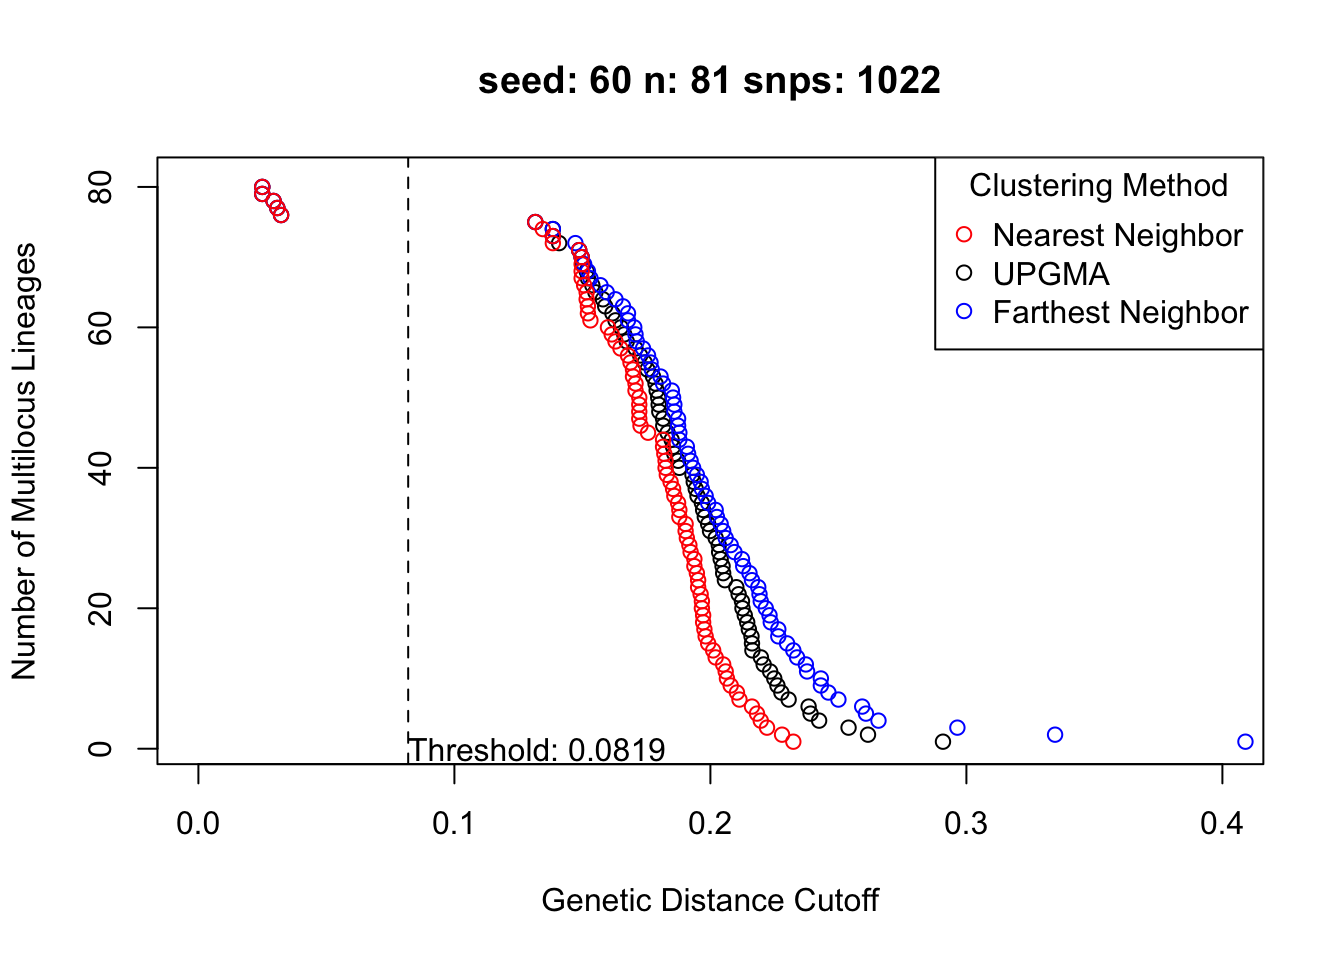 seed: 60 n: 81 snps: 1022
Clustering Method
Nearest Neighbor
UPGMA
Farthest Neighbor
Number of Multilocus Lineages
80
60
40
20
0
Threshold: 0.0819
0.0 0.1 0.2 0.3 0.4
Genetic Distance Cutoff